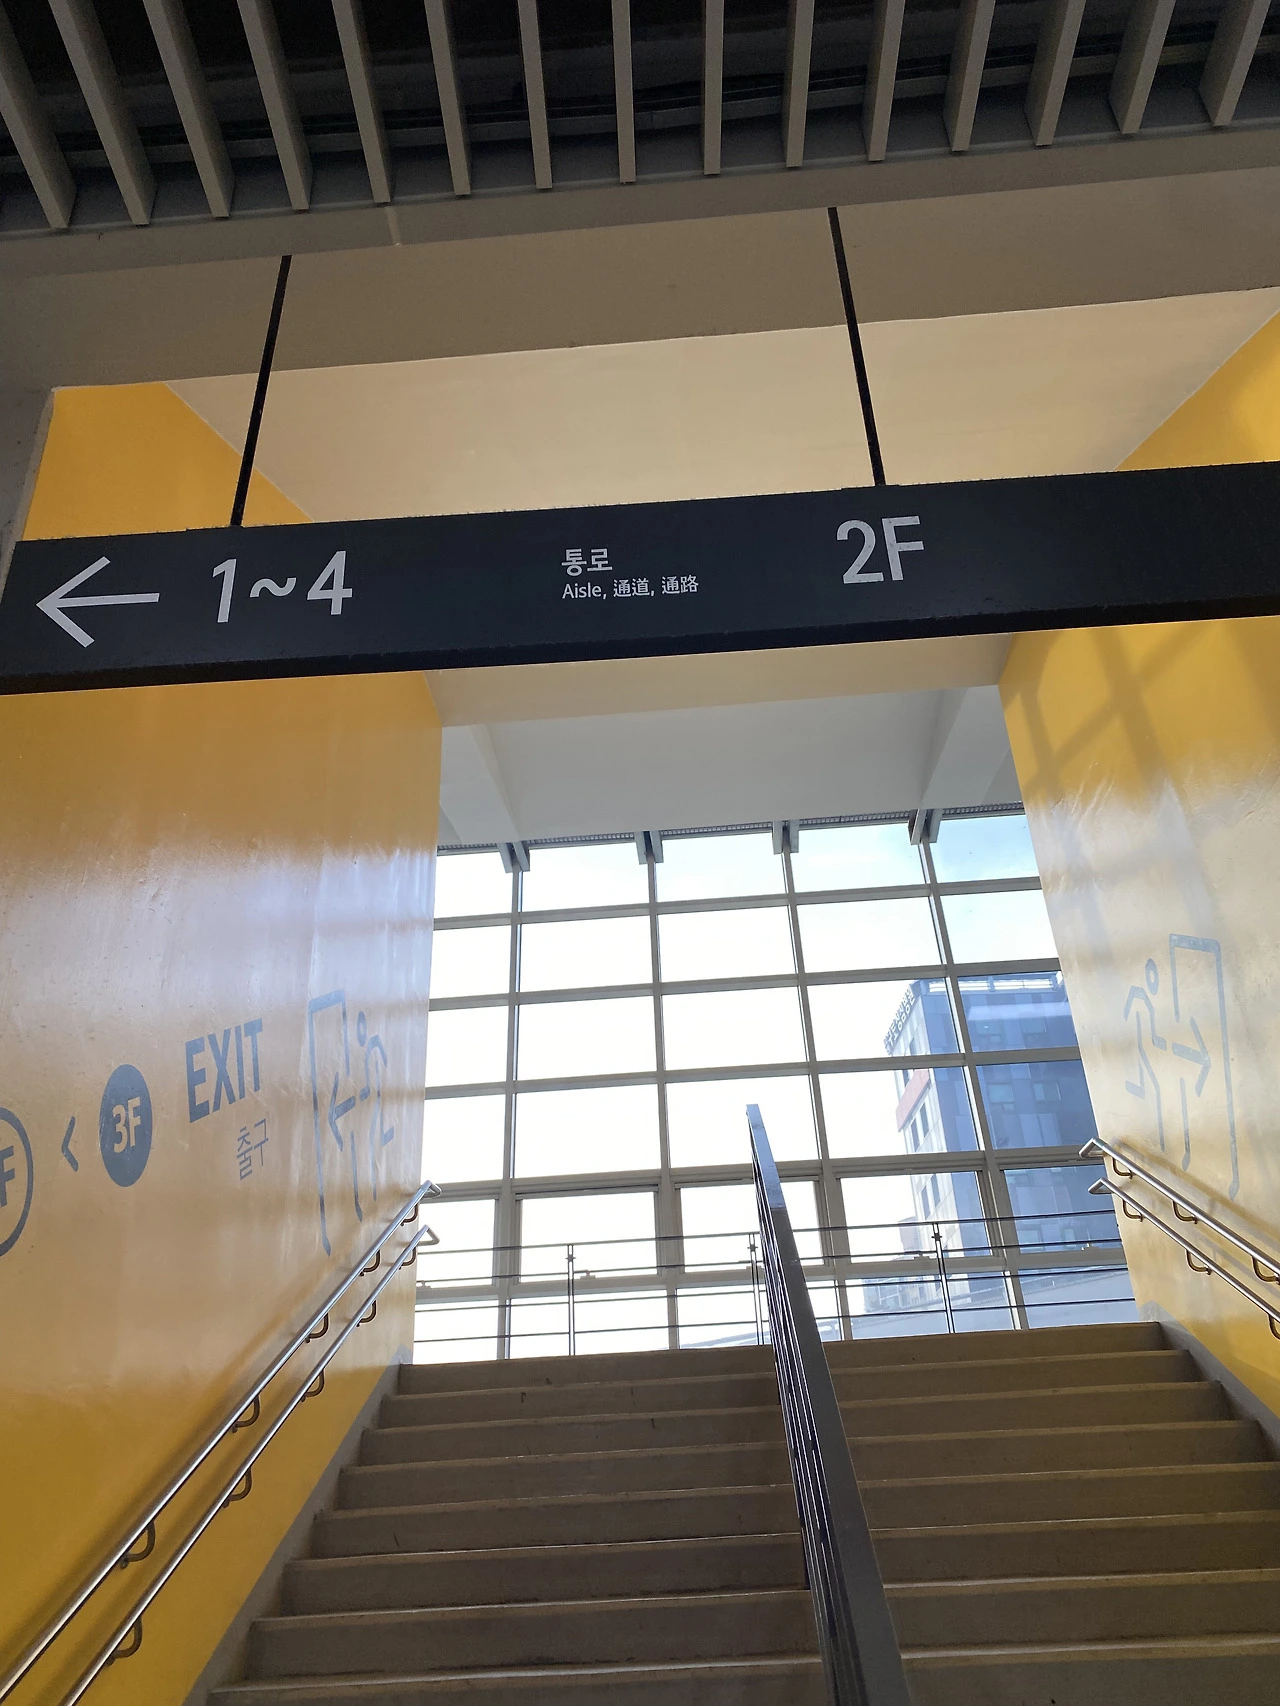 1~4
통로
Aisle, 通道, 通路
2F
F < 3F EXIT
출구